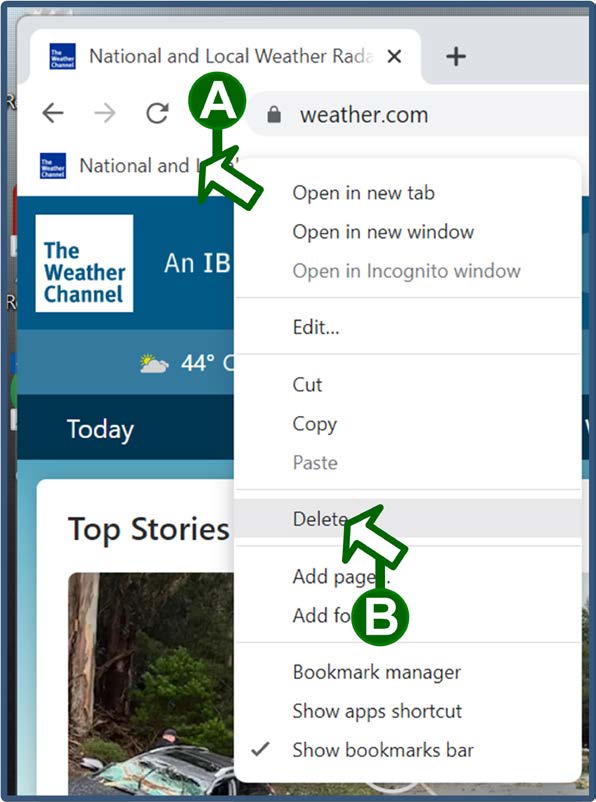 The Weather Channel
National and Local Weather Rada
A
weather.com
The Weather Channel
National and L
The
Weather
Channel
An IB
44°
Today
Top Stories
Open in new tab
Open in new window
Open in Incognito window
Edit...
Cut
Copy
Paste
Delete
Add page
Add fo
B
Bookmark manager
Show apps shortcut
Show bookmarks bar